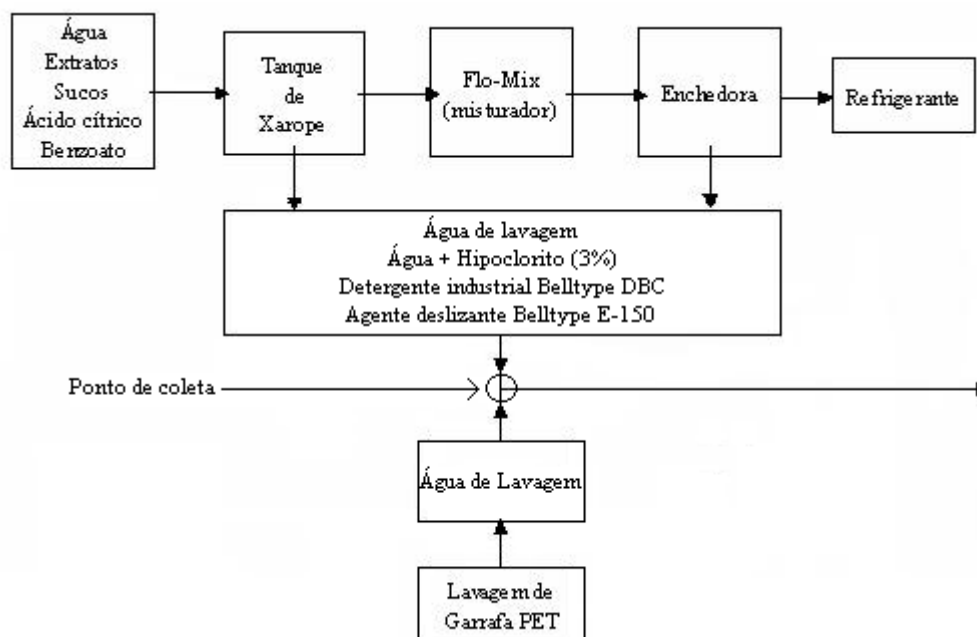 Água
Extratos
Sucos
Ácido cítrico
Benzoato
Tanque
de
Xarope
Flo-Mix
(misturador)
Enchedora
Refrigerante
Água de lavagem
Água + Hipoclorito (3%)
Detergente industrial Belltype DBC
Agente deslizante Belltype E-150
Ponto de coleta
Água de Lavagem
Lavagem de
Garrafa PET